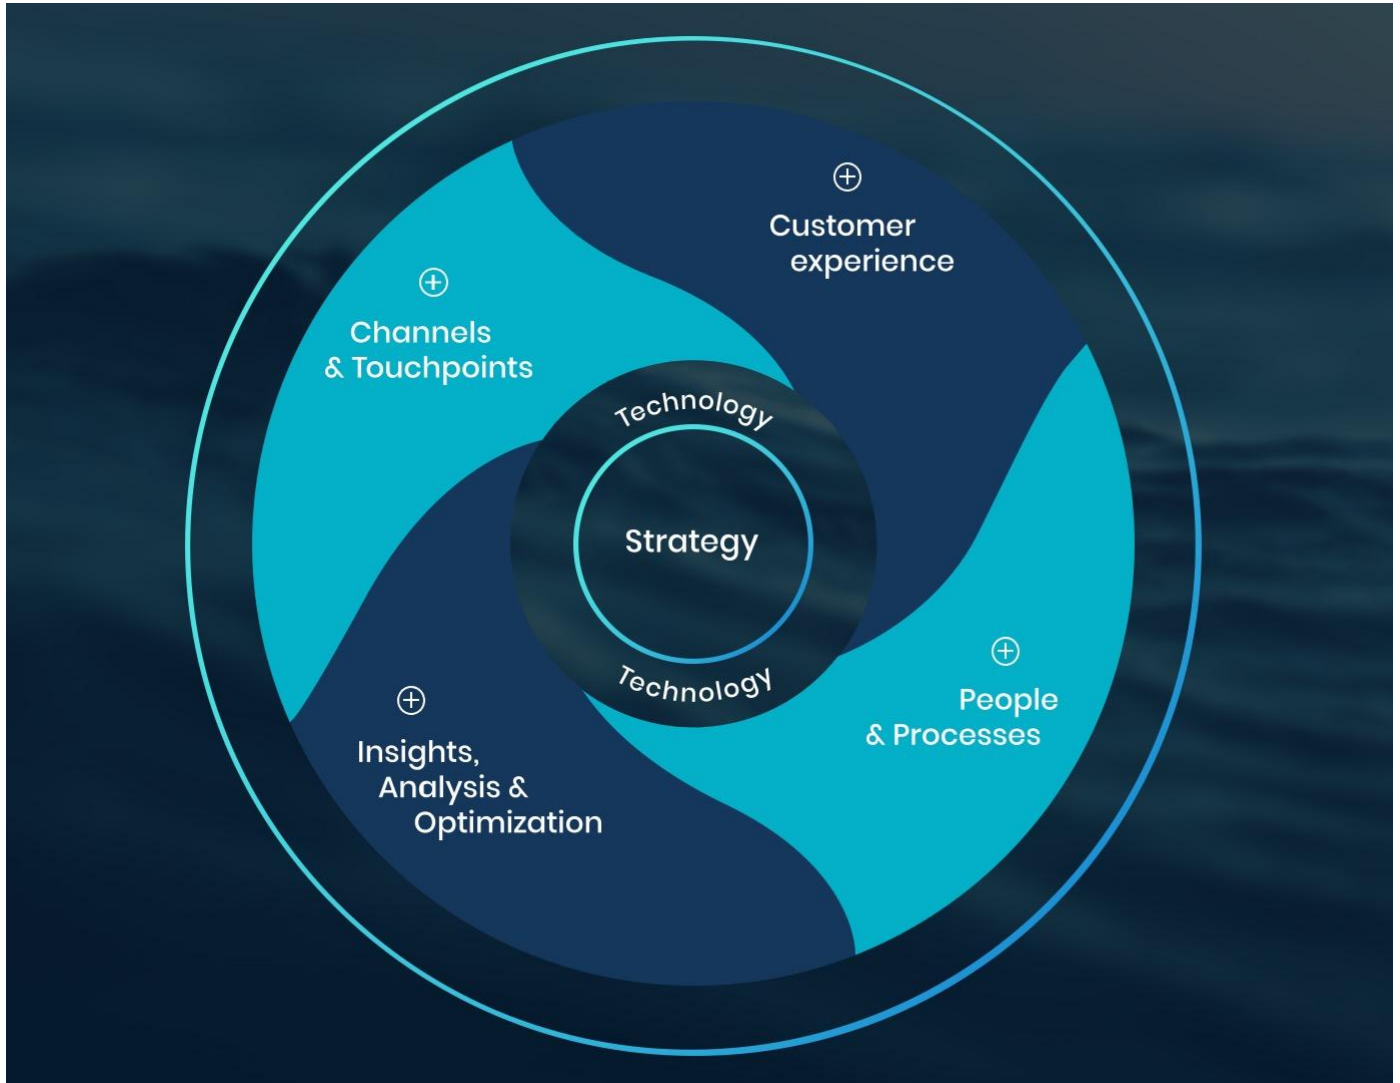 Customer
experience
Channels
& Touchpoints
Technology
Strategy
Technology
People
& Processes
Insights,
Analysis &
Optimization